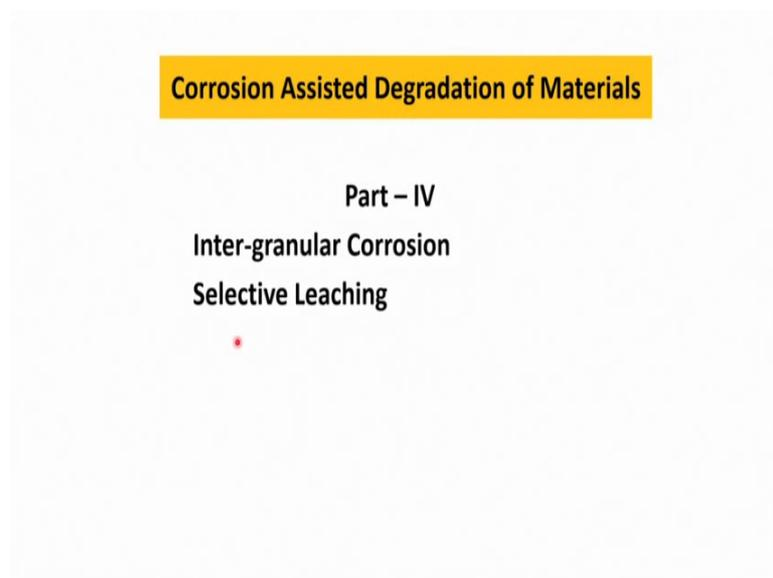 Corrosion Assisted Degradation of Materials
Part – IV
Inter-granular Corrosion
Selective Leaching